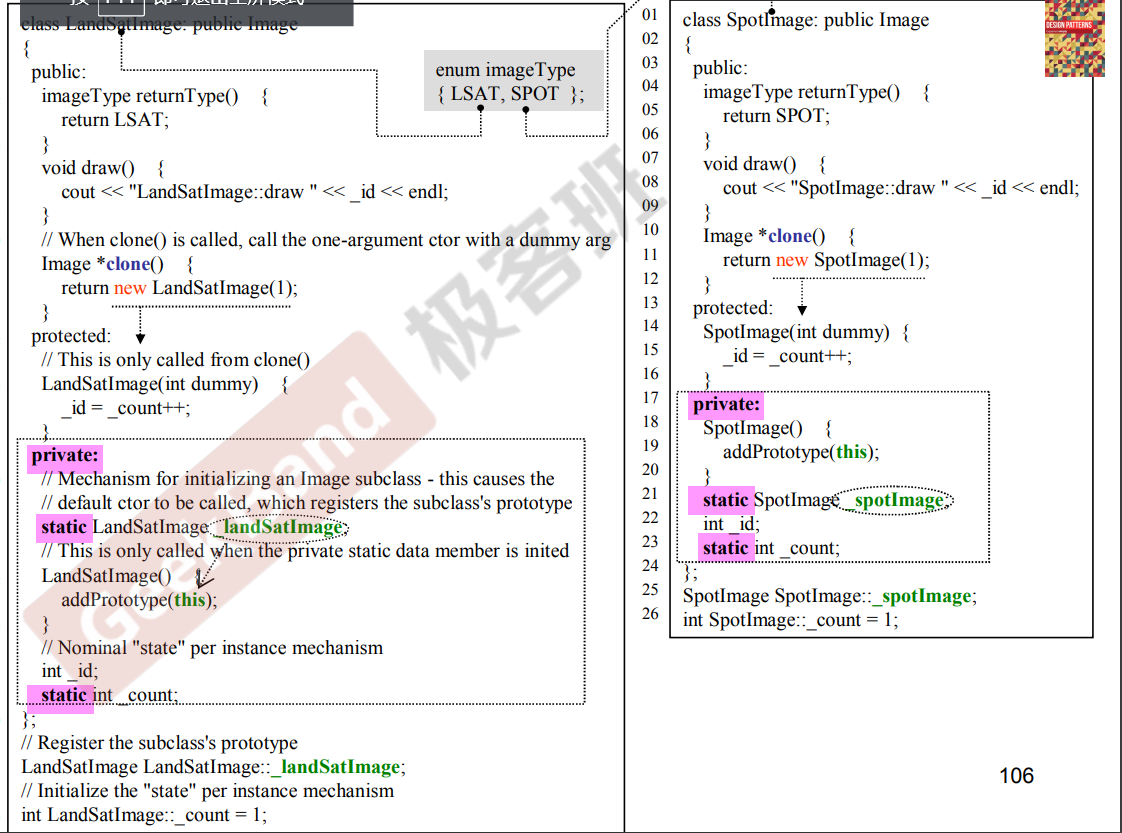 即可退出全屏模式
class LandSatImage: public Image
{
public:
imageType returnType() {
return LSAT;
}
void draw() {
cout << "LandSatImage::draw " << _id << endl;
}
// When clone() is called, call the one-argument ctor with a dummy arg
Image *clone() {
return new LandSatImage(1);
}
protected:
// This is only called from clone()
LandSatImage(int dummy) {
_id = _count++;
}
private:
// Mechanism for initializing an Image subclass - this causes the
// default ctor to be called, which registers the subclass's prototype
static LandSatImage _landSatImage;
// This is only called when the private static data member is inited
LandSatImage() {
addPrototype(this);
}
// Nominal "state" per instance mechanism
int _id;
static int _count;
};
// Register the subclass's prototype
LandSatImage LandSatImage::_landSatImage;
// Initialize the "state" per instance mechanism
int LandSatImage::_count = 1;
enum imageType
{ LSAT, SPOT };
GeekBand 极客班
01 class SpotImage: public Image
02 {
03 public:
04 imageType returnType() {
05 return SPOT;
06 }
07 void draw() {
08 cout << "SpotImage::draw " << _id << endl;
09 }
10 Image *clone() {
11 return new SpotImage(1);
12 }
13 protected:
14 SpotImage(int dummy) {
15 _id = _count++;
16 }
17 private:
18 SpotImage() {
19 addPrototype(this);
20 }
21 static SpotImage _spotImage;
22 int _id;
23 static int _count;
24 };
25 SpotImage SpotImage::_spotImage;
26 int SpotImage::_count = 1;
DESIGN PATTERNS
106